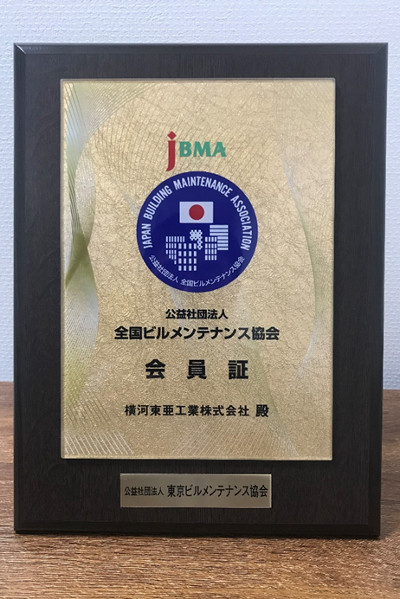 jBMA
JAPAN BUILDING MAINTENANCE ASSOCIATION
公益社団法人 全国ビルメンテナンス協会
公益社団法人
全国ビルメンテナンス協会
会員証
横河東亜工業株式会社 殿
公益社団法人 東京ビルメンテナンス協会